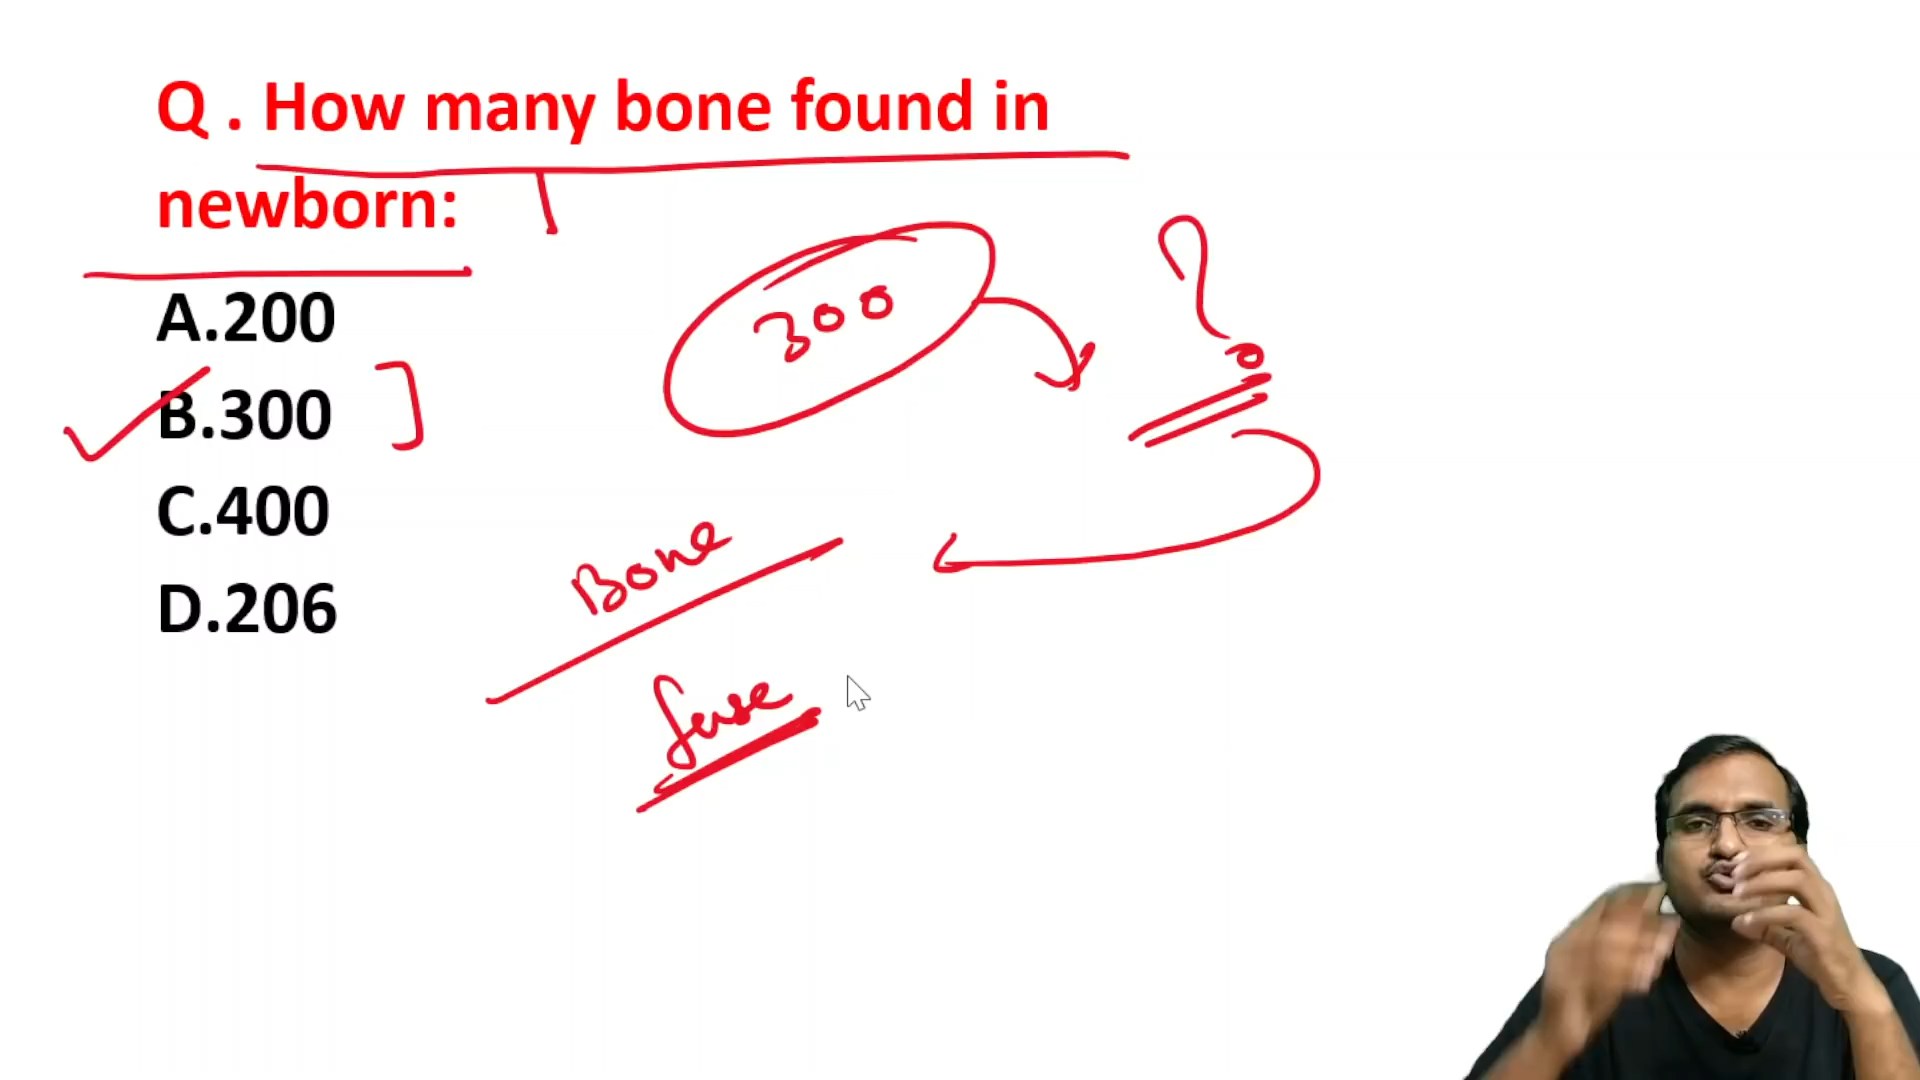 Q . How many bone found in
newborn:
A.200
B.300
C.400
D.206
300
?
Bone
fuse